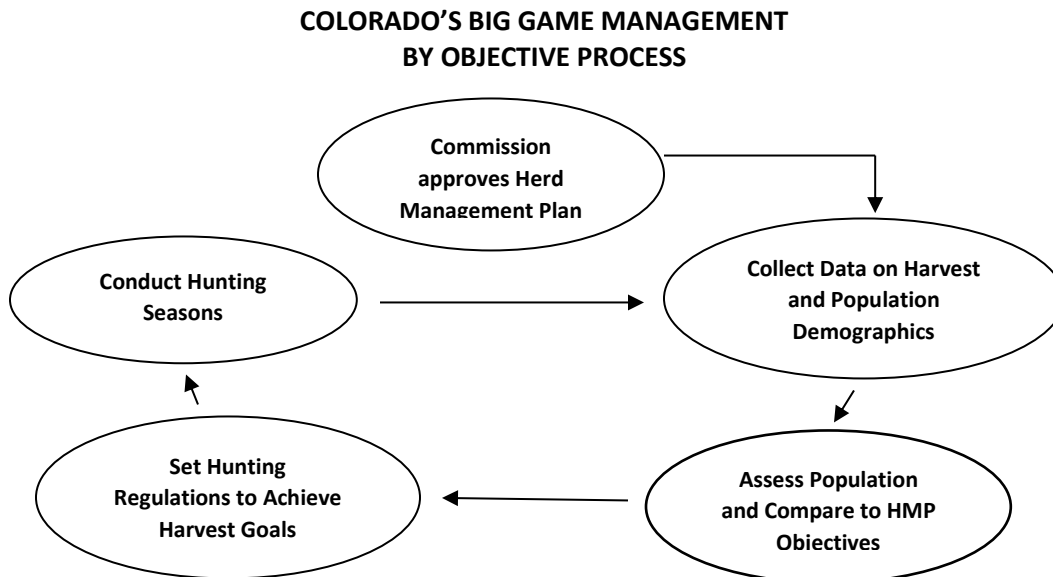 COLORADO’S BIG GAME MANAGEMENT
BY OBJECTIVE PROCESS
Commission
approves Herd
Management Plan
Collect Data on Harvest
and Population
Demographics
Assess Population
and Compare to HMP
Objectives
Set Hunting
Regulations to Achieve
Harvest Goals
Conduct Hunting
Seasons